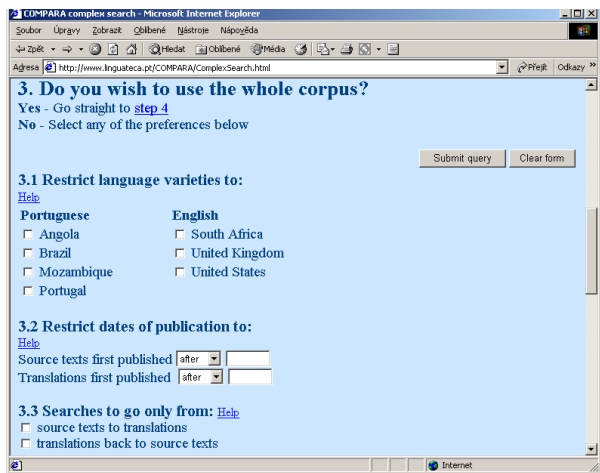 COMPARA complex search - Microsoft Internet Explorer
Soubor Úpravy Zobrazit Oblíbené Nástroje Nápověda
Zpět Hledat Oblíbené Média
Adresa http://www.linguateca.pt/COMPARA/ComplexSearch.html Přejít Odkazy »
3. Do you wish to use the whole corpus?
Yes - Go straight to step 4
No - Select any of the preferences below
Submit query Clear form
3.1 Restrict language varieties to:
Help
Portuguese English
Angola South Africa
Brazil United Kingdom
Mozambique United States
Portugal
3.2 Restrict dates of publication to:
Help
Source texts first published after
Translations first published after
3.3 Searches to go only from: Help
source texts to translations
translations back to source texts
Internet